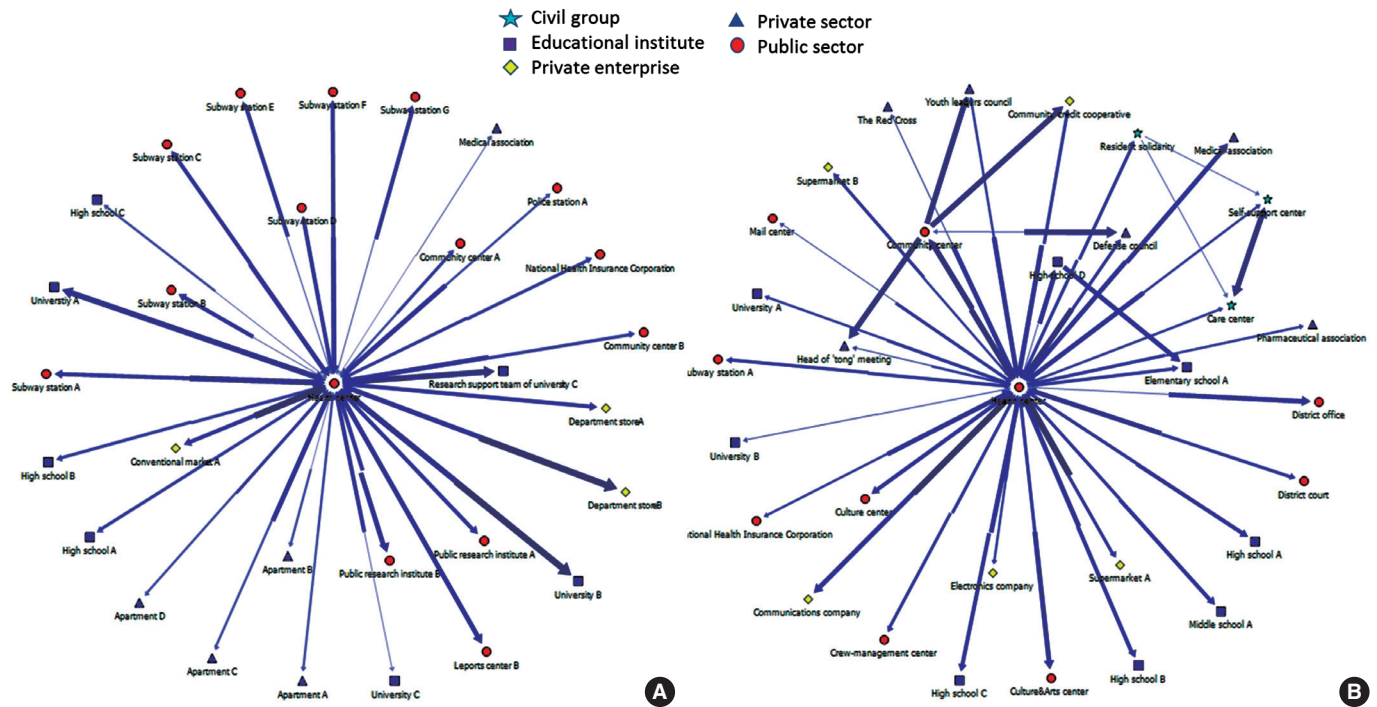 Civil group
Educational institute
Private enterprise
Private sector
Public sector
Subway station E
Subway station F
Subway station G
Medical association
Subway station C
Police station A
High school C
Subway station D
Community center A
National Health Insurance Corporation
Universtiy A
Subway station B
Community center B
Subway station A
Health center
Research support team of university C
Department storeA
Conventional market A
High school B
Department storeB
High school A
Public research institute A
Apartment B
Public research institute B
University B
Apartment D
Leports center B
Apartment C
Apartment A
University C
A
Youth leaders council
The Red Cross
Community credit cooperative
Resident solidarity
Medical association
Supermarket B
Self-support center
Mail center
Community center
Defense council
High school D
University A
Care center
Pharmaceutical association
Head of 'tong' meeting
ubway station A
Elementary school A
Health center
District office
University B
District court
Culture center
tional Health Insurance Corporation
High school A
Electronics company
Supermarket A
Communications company
Middle school A
Crew-management center
High school C
Culture&Arts center
High school B
B